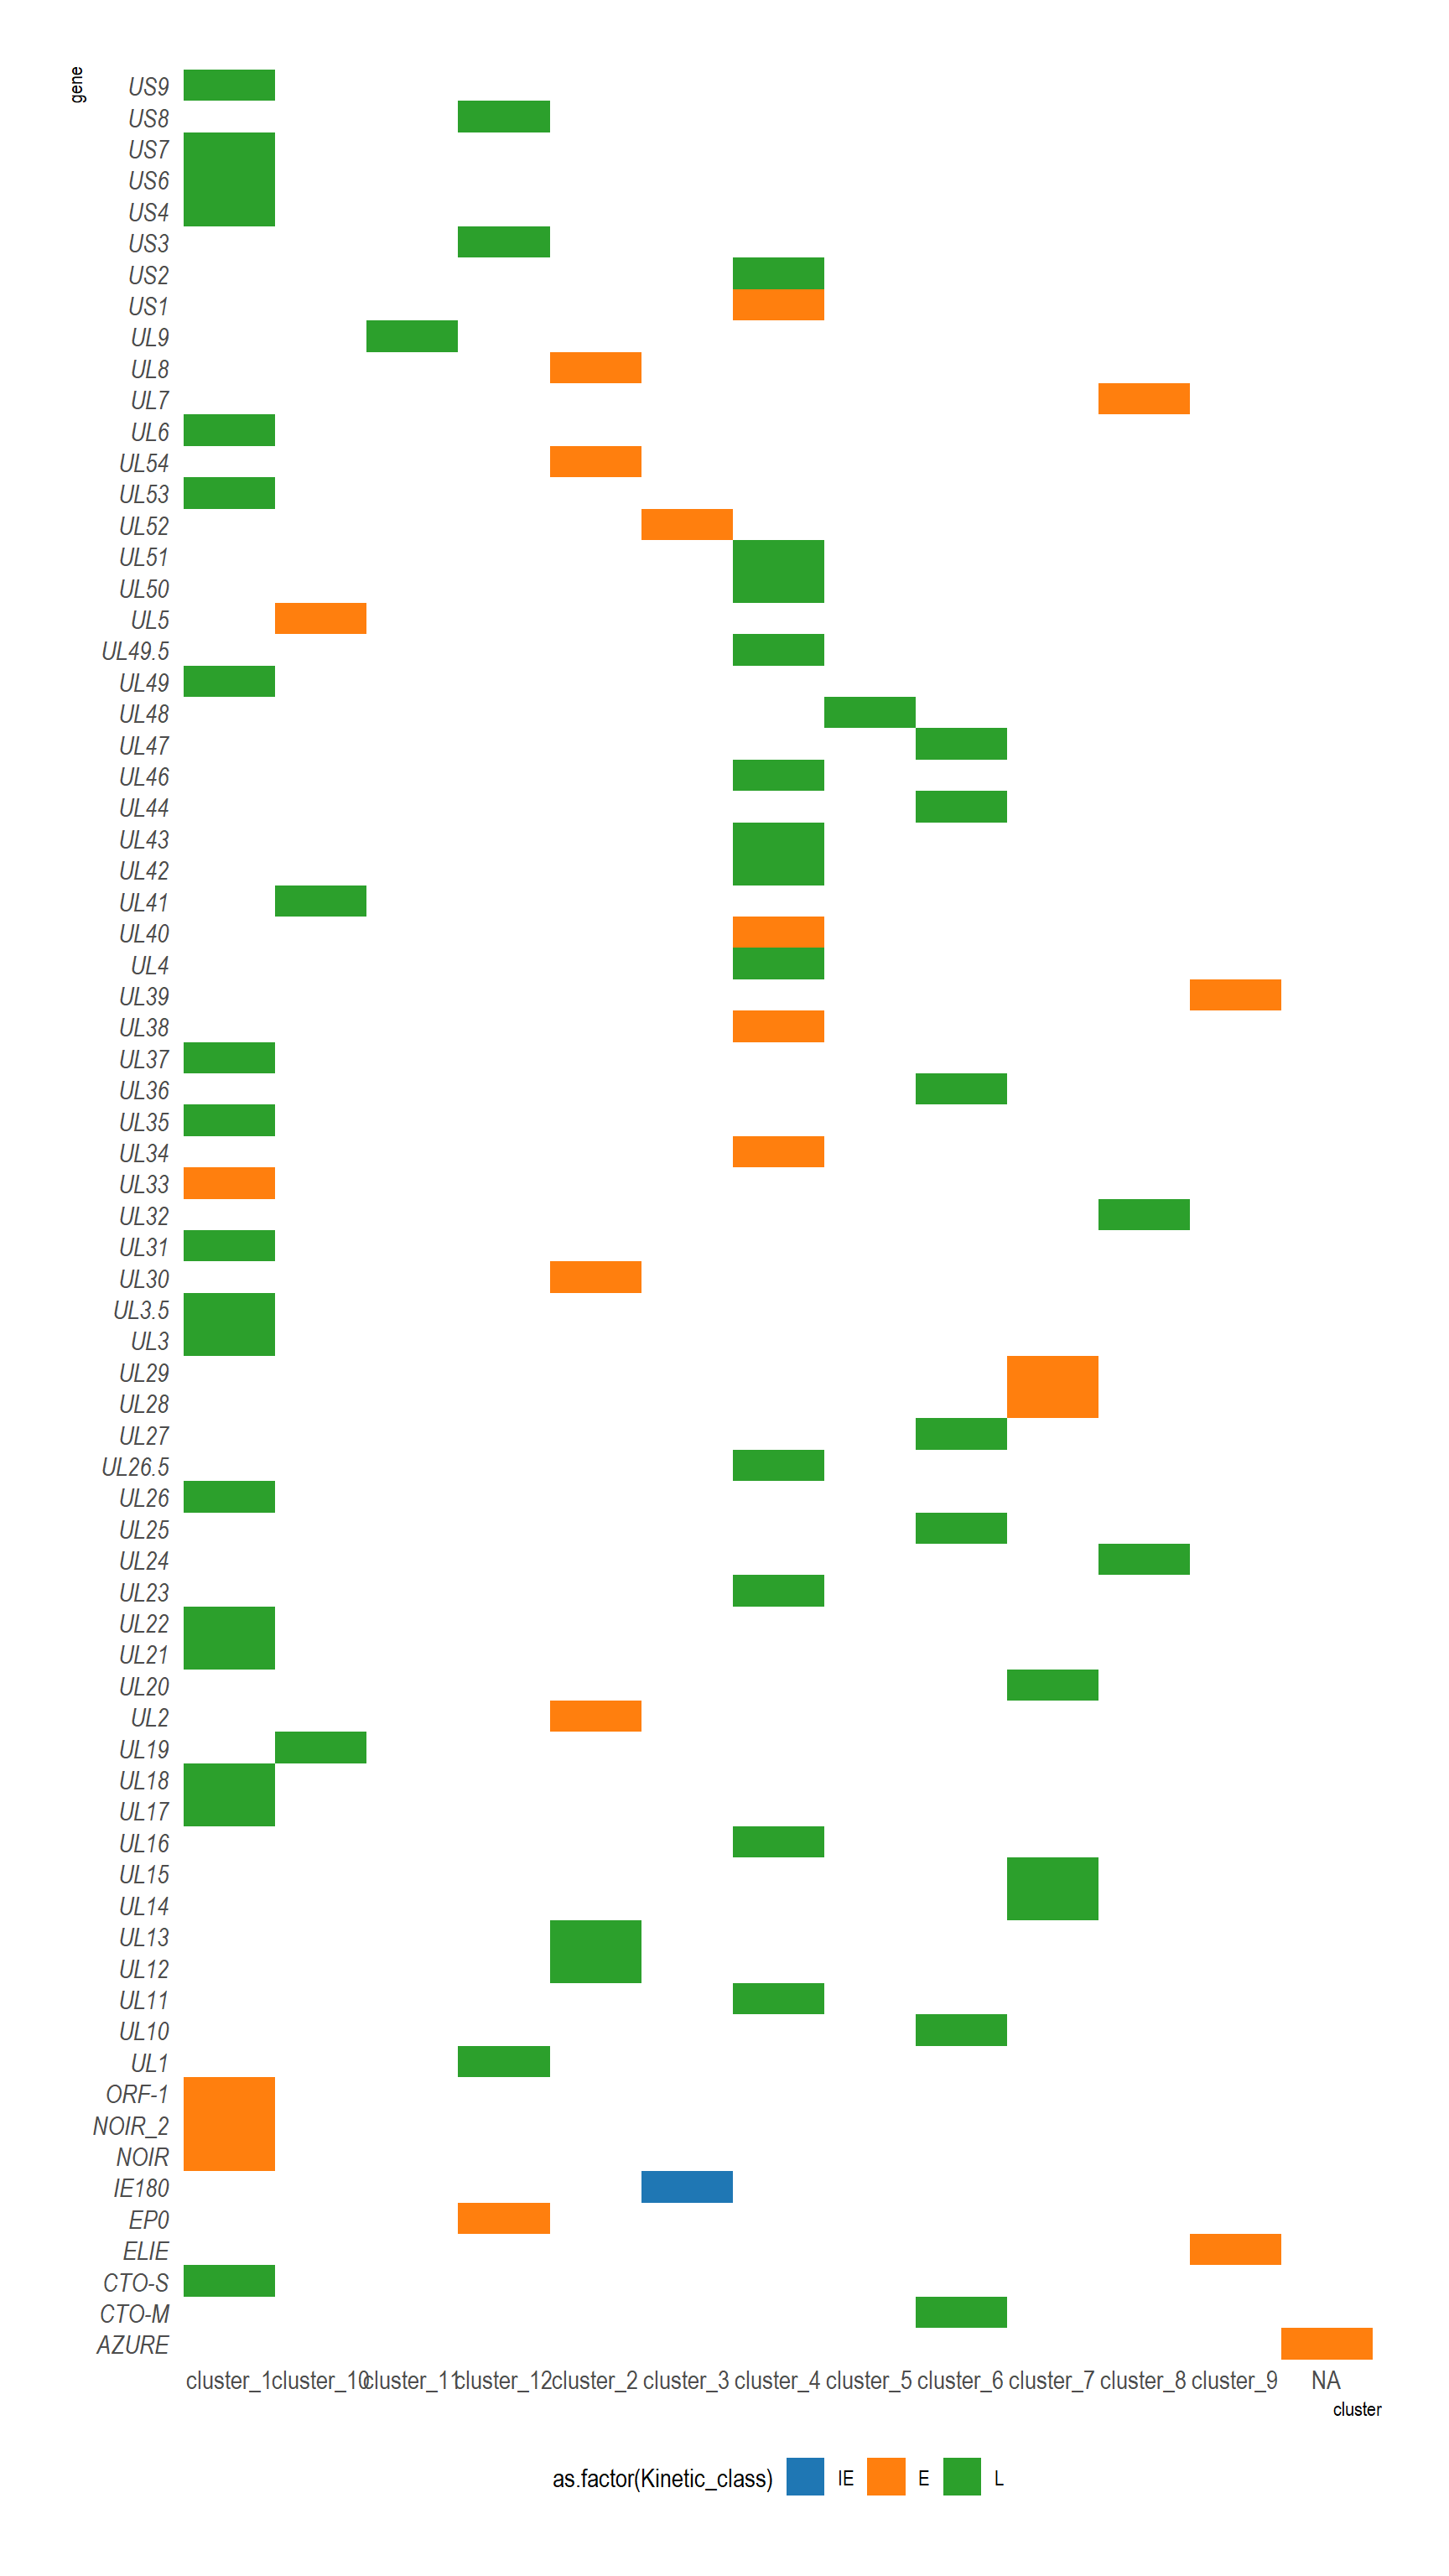 gene
US9
US8
US7
US6
US4
US3
US2
US1
UL9
UL8
UL7
UL6
UL54
UL53
UL52
UL51
UL50
UL5
UL49.5
UL49
UL48
UL47
UL46
UL44
UL43
UL42
UL41
UL40
UL4
UL39
UL38
UL37
UL36
UL35
UL34
UL33
UL32
UL31
UL30
UL3.5
UL3
UL29
UL28
UL27
UL26.5
UL26
UL25
UL24
UL23
UL22
UL21
UL20
UL2
UL19
UL18
UL17
UL16
UL15
UL14
UL13
UL12
UL11
UL10
UL1
ORF-1
NOIR_2
NOIR
IE180
EP0
ELIE
CTO-S
CTO-M
AZURE
cluster_1 cluster_10 cluster_11 cluster_12 cluster_2 cluster_3 cluster_4 cluster_5 cluster_6 cluster_7 cluster_8 cluster_9 NA
cluster
as.factor(Kinetic_class) IE E L